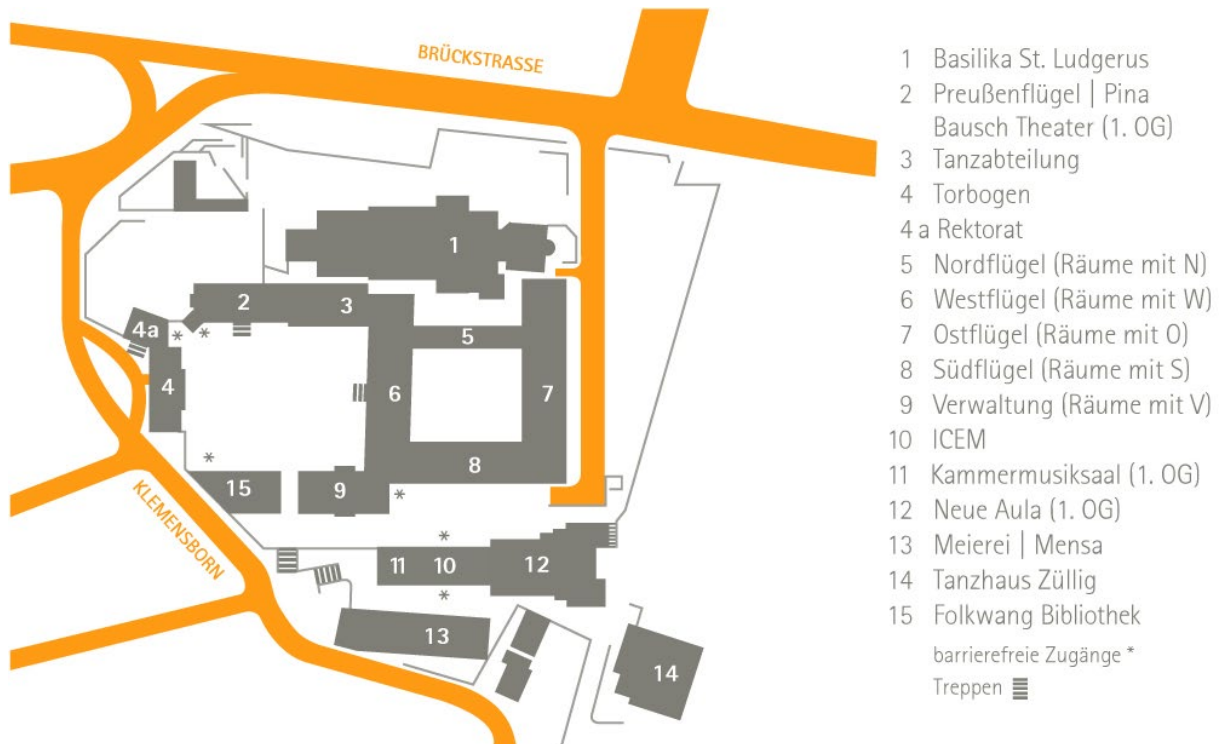 BRÜCKSTRASSE
1
2
3
4a
4
5
6
7
8
9
15
KLEMENSBORN
11
10
12
13
14
1 Basilika St. Ludgerus
2 Preußenflügel | Pina
Bausch Theater (1. OG)
3 Tanzabteilung
4 Torbogen
4 a Rektorat
5 Nordflügel (Räume mit N)
6 Westflügel (Räume mit W)
7 Ostflügel (Räume mit O)
8 Südflügel (Räume mit S)
9 Verwaltung (Räume mit V)
10 ICEM
11 Kammermusiksaal (1. OG)
12 Neue Aula (1. OG)
13 Meierei | Mensa
14 Tanzhaus Züllig
15 Folkwang Bibliothek
barrierefreie Zugänge *
Treppen